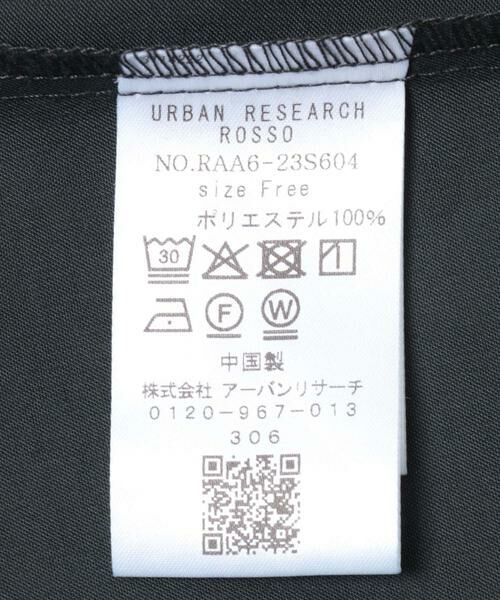 URBAN RESEARCH
ROSSO
NO.RAA6-23S604
size Free
ポリエステル100%
30
F W
中国製
株式会社 アーバンリサーチ
0120-967-013
306